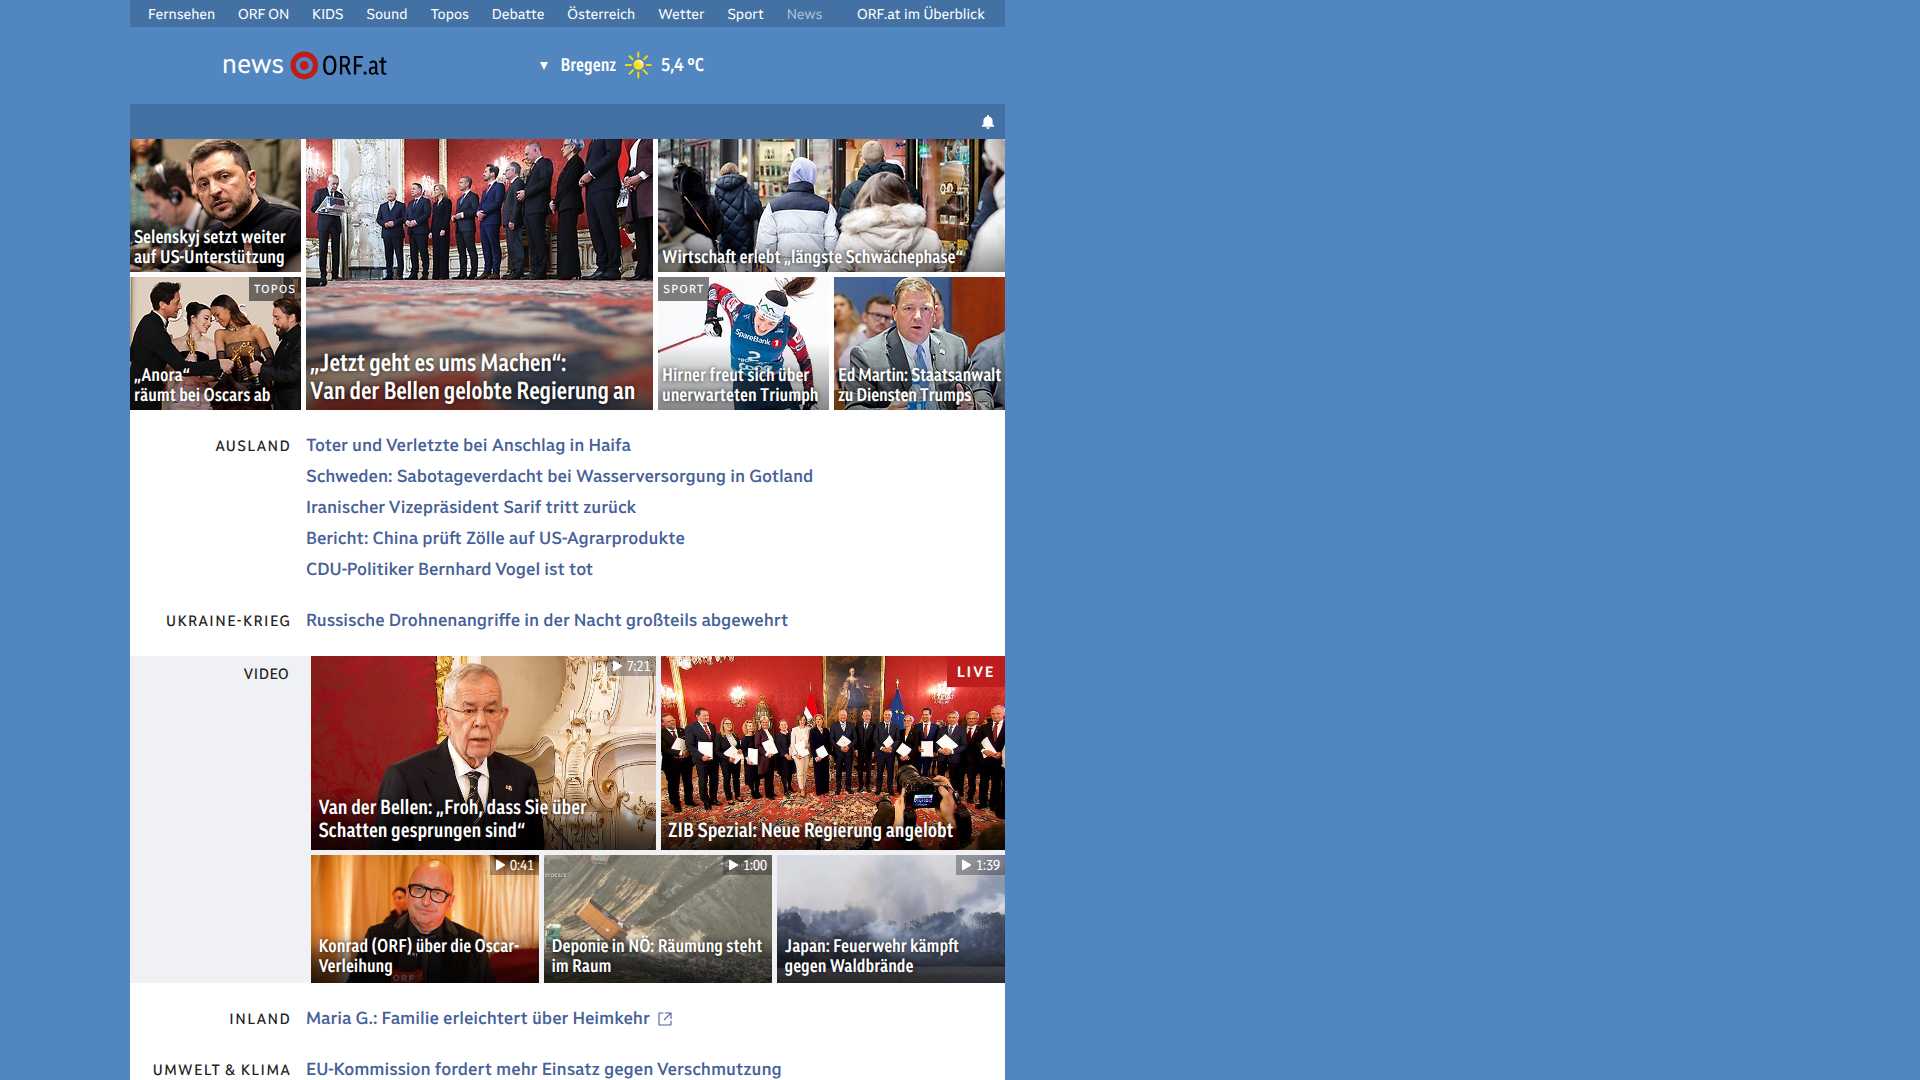 Fernsehen ORF ON KIDS Sound Topos Debatte Österreich Wetter Sport News ORF.at im Überblick
news ORF.at
Bregenz 5,4 °C
Selenskyj setzt weiter
auf US-Unterstützung
Wirtschaft erlebt „längste Schwächephase“
TOPOS
„Anora“
räumt bei Oscars ab
„Jetzt geht es ums Machen“:
Van der Bellen gelobte Regierung an
SPORT
SpareBank 1
2
Hirner freut sich über
unerwarteten Triumph
Ed Martin: Staatsanwalt
zu Diensten Trumps
AUSLAND
Toter und Verletzte bei Anschlag in Haifa
Schweden: Sabotageverdacht bei Wasserversorgung in Gotland
Iranischer Vizepräsident Sarif tritt zurück
Bericht: China prüft Zölle auf US-Agrarprodukte
CDU-Politiker Bernhard Vogel ist tot
UKRAINE-KRIEG
Russische Drohnenangriffe in der Nacht großteils abgewehrt
VIDEO
7:21
Van der Bellen: „Froh, dass Sie über
Schatten gesprungen sind“
LIVE
ZIB Spezial: Neue Regierung angelobt
0:41
Konrad (ORF) über die Oscar-
Verleihung
ORF
1:00
Deponie in NÖ: Räumung steht
im Raum
1:39
Japan: Feuerwehr kämpft
gegen Waldbrände
INLAND
Maria G.: Familie erleichtert über Heimkehr
UMWELT & KLIMA
EU-Kommission fordert mehr Einsatz gegen Verschmutzung